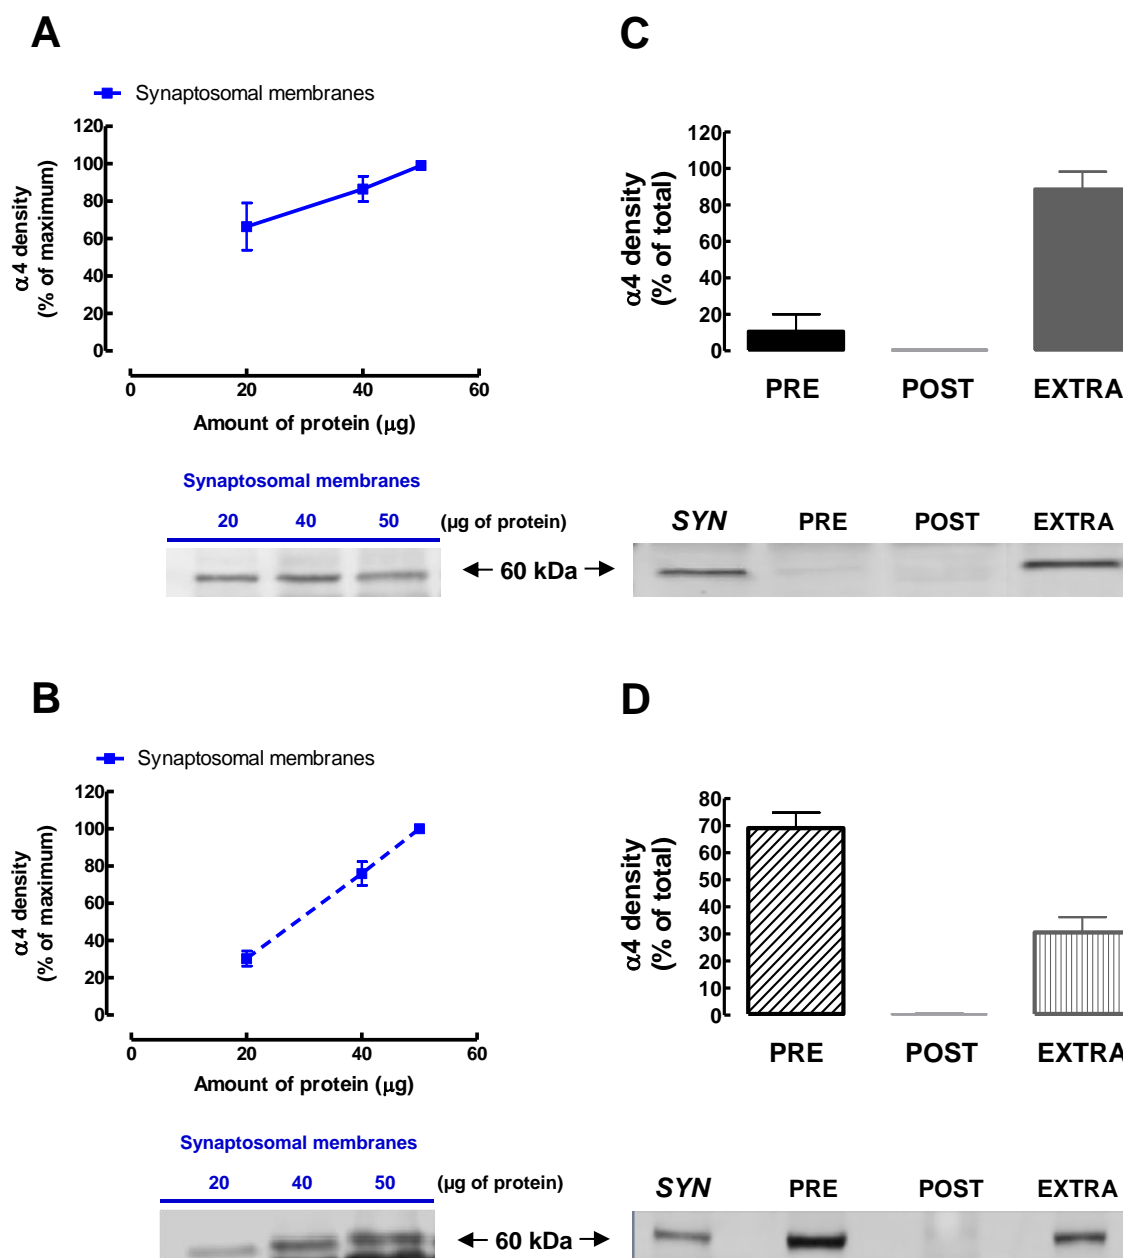 A
Synaptosomal membranes
120
100
80
60
40
20
0
α4 density
(% of maximum)
0 20 40 60
Amount of protein (μg)
Synaptosomal membranes
20 40 50 (μg of protein)
C
120
100
80
60
40
20
0
α4 density
(% of total)
PRE POST EXTRA
SYN PRE POST EXTRA
60 kDa
B
Synaptosomal membranes
120
100
80
60
40
20
0
α4 density
(% of maximum)
0 20 40 60
Amount of protein (μg)
Synaptosomal membranes
20 40 50 (μg of protein)
D
80
70
60
50
40
30
20
10
0
α4 density
(% of total)
PRE POST EXTRA
SYN PRE POST EXTRA
60 kDa